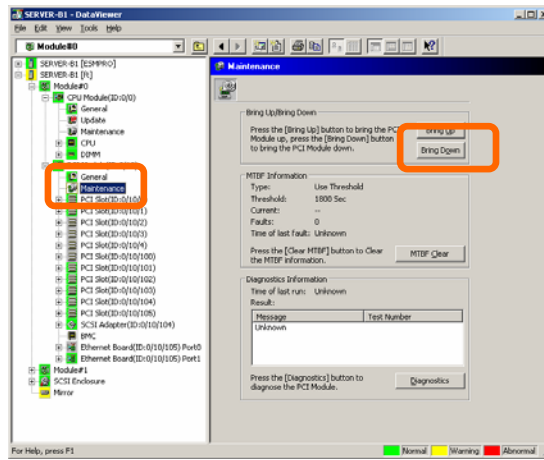 SERVER-B1 - DataViewer
File Edit View Tools Help
Module#0
SERVER-B1 [ESMPRO]
SERVER-B1 [ft]
Module#0
CPU Module(ID:0/0)
General
Update
Maintenance
CPU
DIMM
General
Maintenance
PCI Slot(ID:0/10/0)
PCI Slot(ID:0/10/1)
PCI Slot(ID:0/10/2)
PCI Slot(ID:0/10/3)
PCI Slot(ID:0/10/4)
PCI Slot(ID:0/10/100)
PCI Slot(ID:0/10/101)
PCI Slot(ID:0/10/102)
PCI Slot(ID:0/10/103)
PCI Slot(ID:0/10/104)
PCI Slot(ID:0/10/105)
SCSI Adapter(ID:0/10/104)
BMC
Ethernet Board(ID:0/10/105) Port0
Ethernet Board(ID:0/10/105) Port1
Module#1
SCSI Enclosure
Mirror
Maintenance
Bring Up/Bring Down
Press the [Bring Up] button to bring the PCI
Module up, press the [Bring Down] button
to bring the PCI Module down.
Bring Up
Bring Down
MTBF Information
Type: Use Threshold
Threshold: 1800 Sec
Current: --
Faults: 0
Time of last fault: Unknown
Press the [Clear MTBF] button to Clear
the MTBF information.
MTBF Clear
Diagnostics Information
Time of last run: Unknown
Result:
Message Test Number
Unknown
Press the [Diagnostics] button to
diagnose the PCI Module.
Diagnostics
For Help, press F1
Normal Warning Abnormal